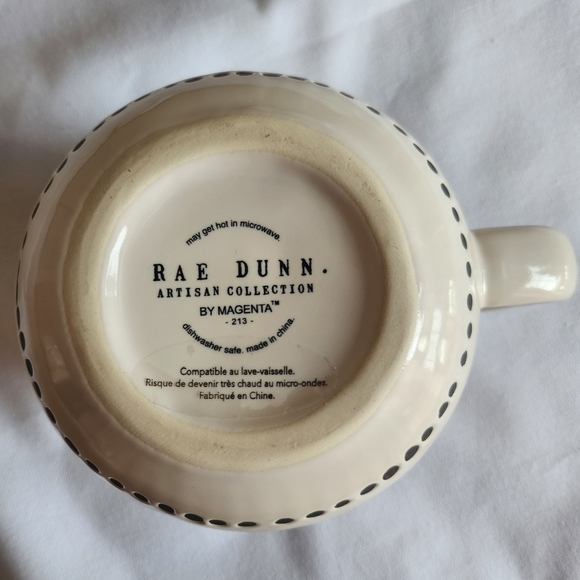 may get hot in microwave.
RAE DUNN.
ARTISAN COLLECTION
BY MAGENTA™
- 213 -
dishwasher safe. made in china.
Compatible au lave-vaisselle.
Risque de devenir très chaud au micro-ondes.
Fabriqué en Chine.